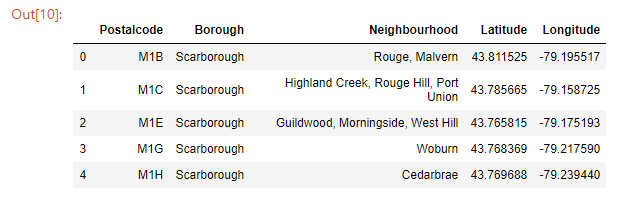 Out[10]:
Postalcode Borough Neighbourhood Latitude Longitude
0 M1B Scarborough Rouge, Malvern 43.811525 -79.195517
1 M1C Scarborough Highland Creek, Rouge Hill, Port
Union 43.785665 -79.158725
2 M1E Scarborough Guildwood, Morningside, West Hill 43.765815 -79.175193
3 M1G Scarborough Woburn 43.768369 -79.217590
4 M1H Scarborough Cedarbrae 43.769688 -79.239440